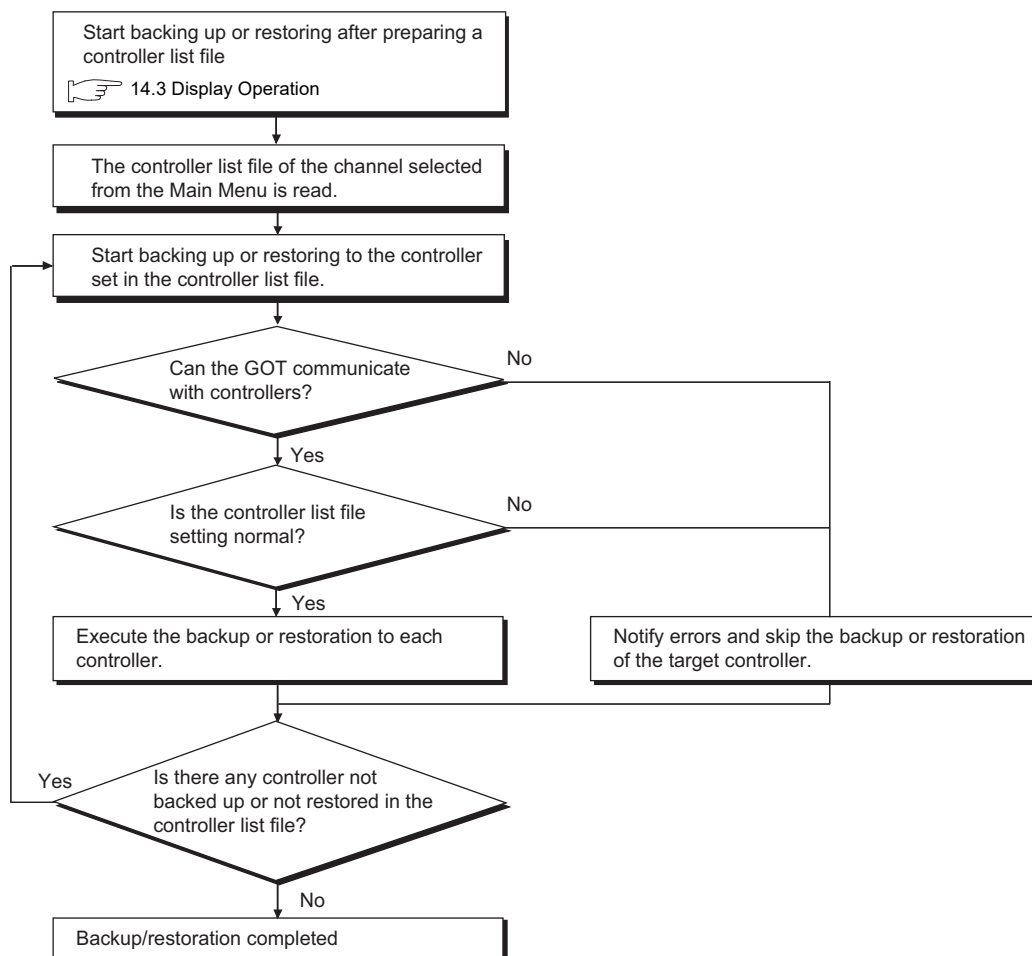 Start backing up or restoring after preparing a
controller list file
14.3 Display Operation
The controller list file of the channel selected
from the Main Menu is read.
Start backing up or restoring to the controller
set in the controller list file.
Can the GOT communicate
with controllers?
No
Yes
Is the controller list file
setting normal?
No
Yes
Execute the backup or restoration to each
controller.
Notify errors and skip the backup or restoration
of the target controller.
Is there any controller not
backed up or not restored in the
controller list file?
Yes
No
Backup/restoration completed